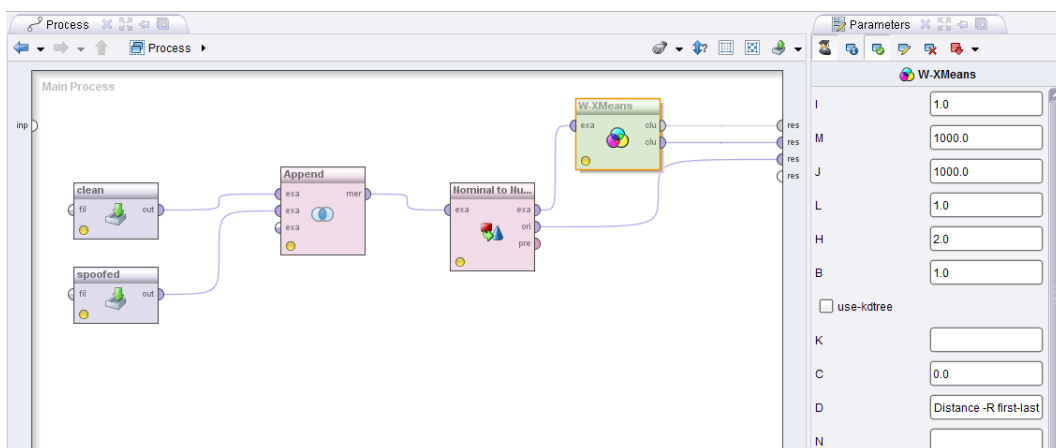 Process
Parameters
Process
W-XMeans
Main Process
inp
W-XMeans
exa clu
clu
res
res
res
res
clean
fil out
spoofed
fil out
Append
exa mer
exa
exa
Nominal to Nu...
exa exa
ori
pre
I 1.0
M 1000.0
J 1000.0
L 1.0
H 2.0
B 1.0
use-kdtree
K
C 0.0
D Distance -R first-last
N